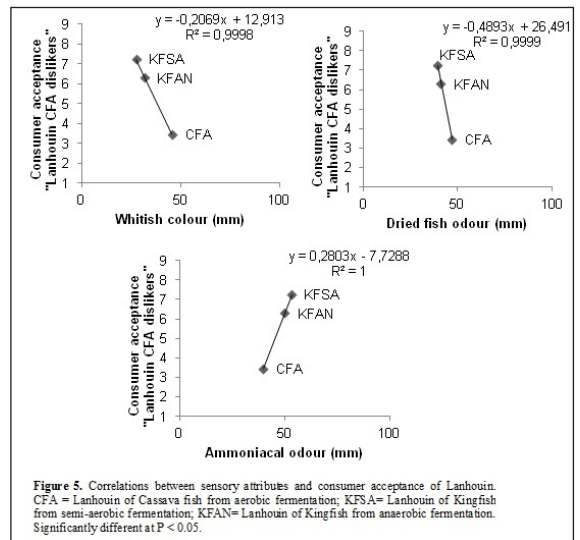 y = -0,2069x + 12,913
R² = 0,9998
9
8
7
6
5
4
3
2
1
KFSA
KFAN
CFA
0
50
100
Consumer acceptance
"Lanhouin CFA dislikers"
Whitish colour (mm)
y = -0,4893x + 26,491
R² = 0,9999
9
8
7
6
5
4
3
2
1
KFSA
KFAN
CFA
0
50
100
Consumer acceptance
"Lanhouin CFA dislikers"
Dried fish odour (mm)
y = 0,2803x - 7,7288
R² = 1
9
8
7
6
5
4
3
2
1
KFSA
KFAN
CFA
0
50
100
Consumer acceptance
"Lanhouin CFA dislikers"
Ammoniacal odour (mm)
Figure 5. Correlations between sensory attributes and consumer acceptance of Lanhouin.
CFA = Lanhouin of Cassava fish from aerobic fermentation; KFSA= Lanhouin of Kingfish
from semi-aerobic fermentation; KFAN= Lanhouin of Kingfish from anaerobic fermentation.
Significantly different at P < 0.05.